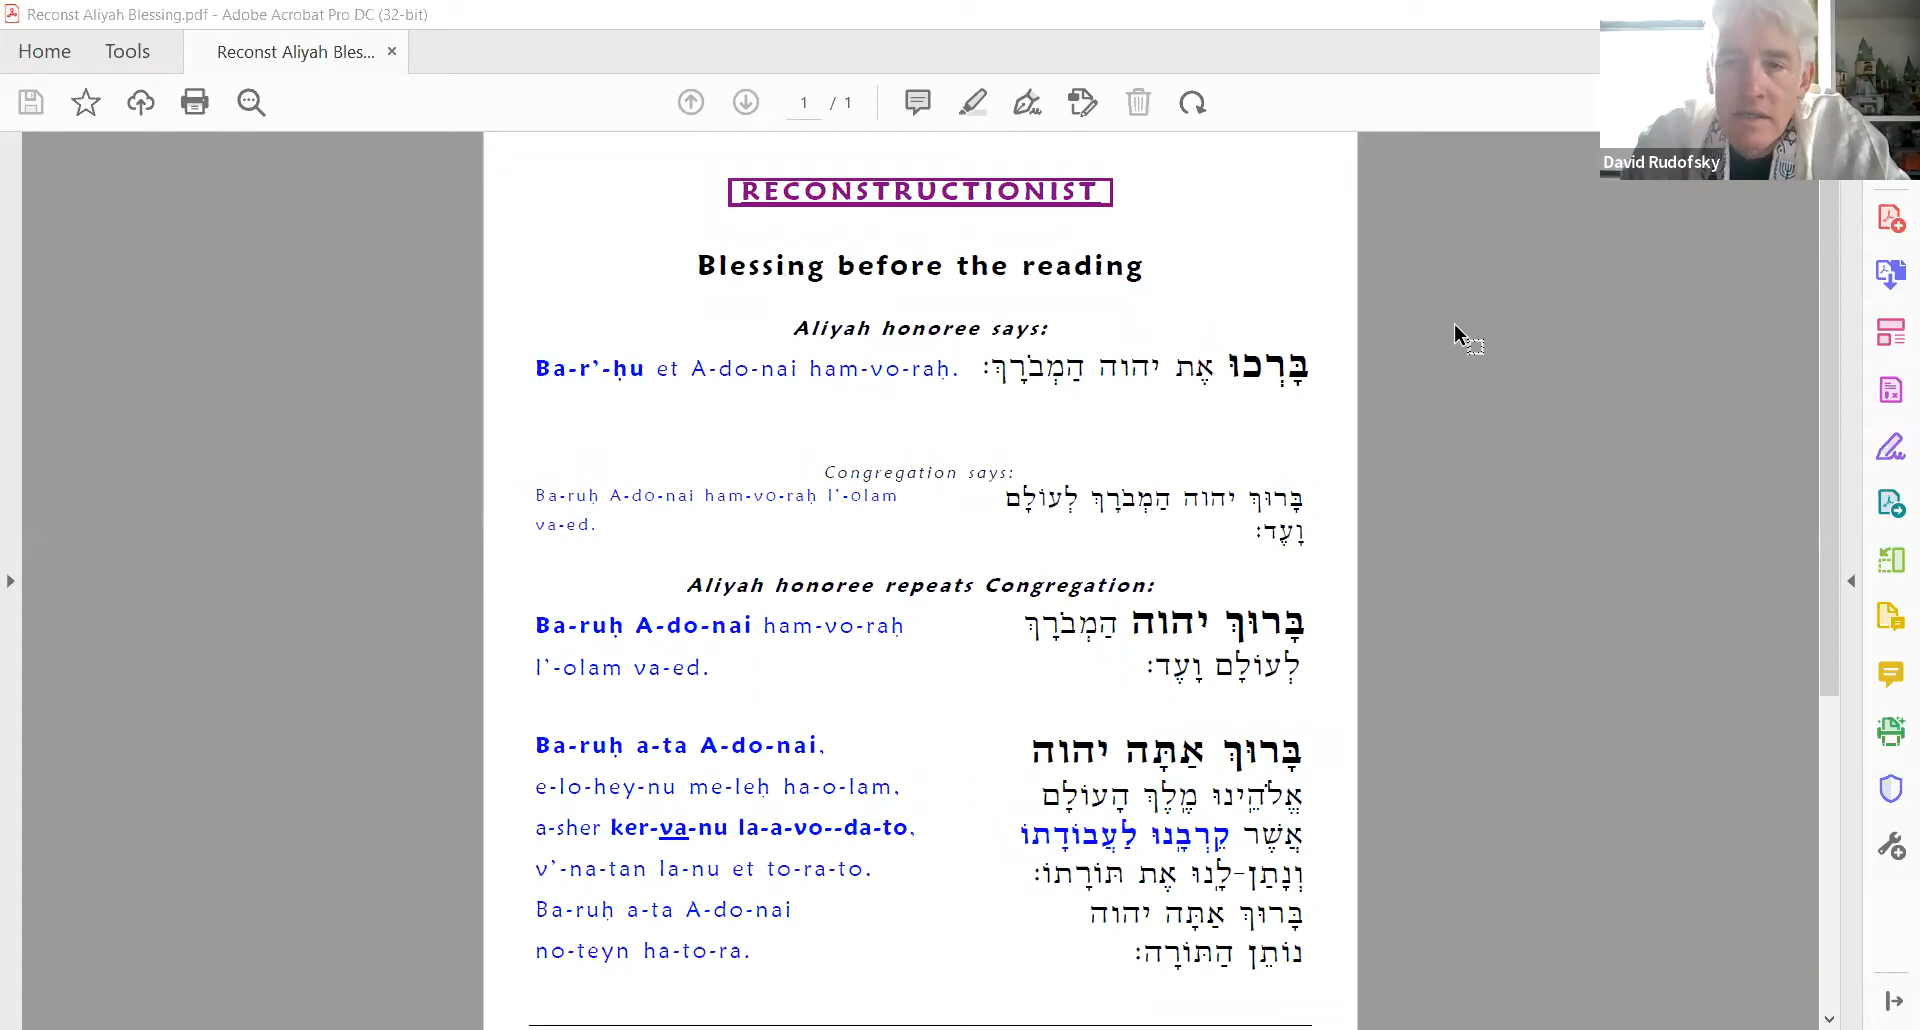 Reconst Aliyah Blessing.pdf - Adobe Acrobat Pro DC (32-bit)
Home Tools Reconst Aliyah Bles... ×
1 / 1
David Rudofsky
RECONSTRUCTIONIST
Blessing before the reading
Aliyah honoree says:
Ba-r’-ḥu et A-do-nai ham-vo-raḥ. בָּרְכוּ אֶת יהוה הַמְבֹרָךְ:
Congregation says:
Ba-ruḥ A-do-nai ham-vo-raḥ l’-olam בָּרוּךְ יהוה הַמְבֹרָךְ לְעוֹלָם
va-ed. וָעֶד:
Aliyah honoree repeats Congregation:
Ba-ruḥ A-do-nai ham-vo-raḥ בָּרוּךְ יהוה הַמְבֹרָךְ
l’-olam va-ed. לְעוֹלָם וָעֶד:
Ba-ruḥ a-ta A-do-nai, בָּרוּךְ אַתָּה יהוה
e-lo-hey-nu me-leḥ ha-o-lam, אֱלֹהֵינוּ מֶלֶךְ הָעוֹלָם
a-sher ker-va-nu la-a-vo--da-to, אֲשֶׁר קֵרְבָנוּ לַעֲבוֹדָתוֹ
v’-na-tan la-nu et to-ra-to. וְנָתַן-לָנוּ אֶת תּוֹרָתוֹ:
Ba-ruḥ a-ta A-do-nai בָּרוּךְ אַתָּה יהוה
no-teyn ha-to-ra. נוֹתֵן הַתּוֹרָה: